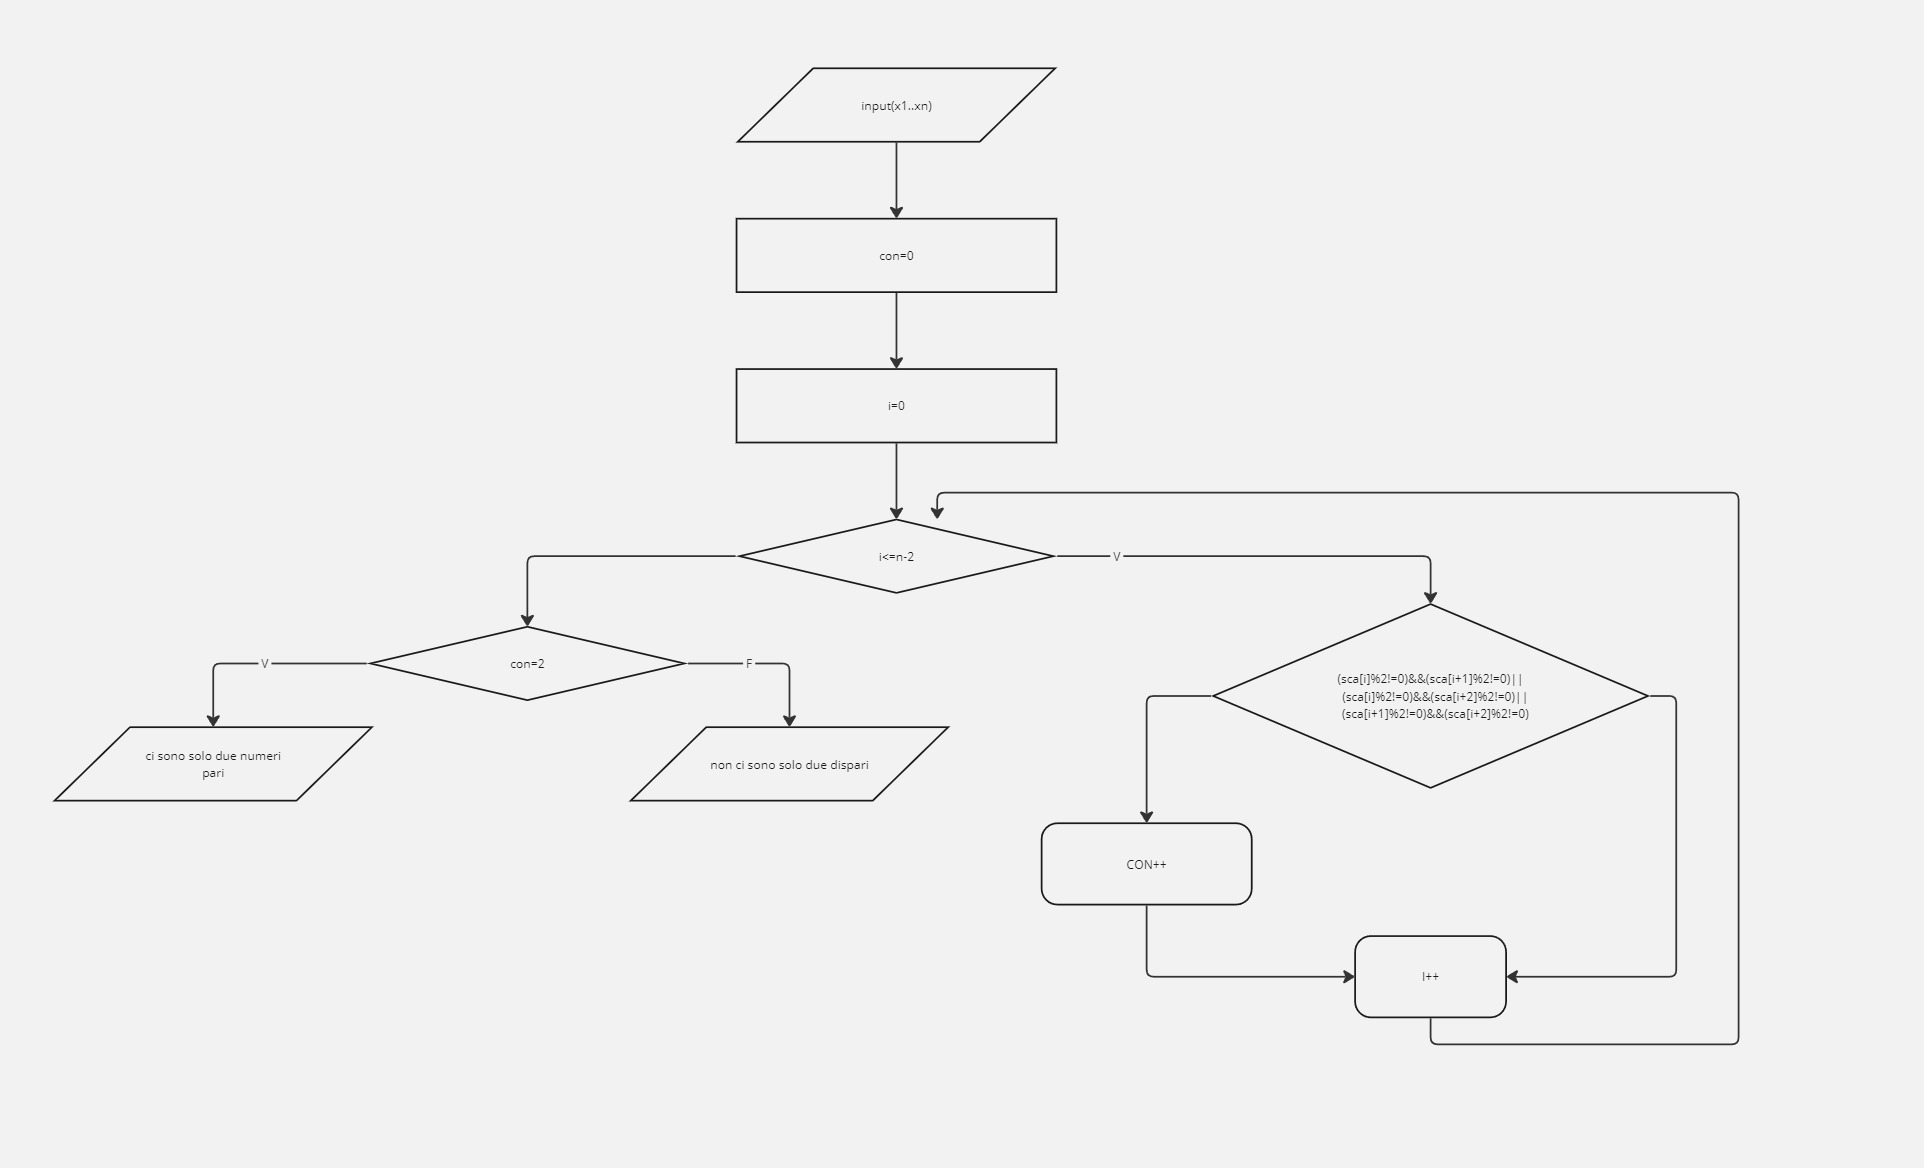 input(x1..xn)
con=0
i=0
i<=n-2
V
con=2
V
F
(sca[i]%2!=0)&&(sca[i+1]%2!=0)||
(sca[i]%2!=0)&&(sca[i+2]%2!=0)||
(sca[i+1]%2!=0)&&(sca[i+2]%2!=0)
ci sono solo due numeri
pari
non ci sono solo due dispari
CON++
I++